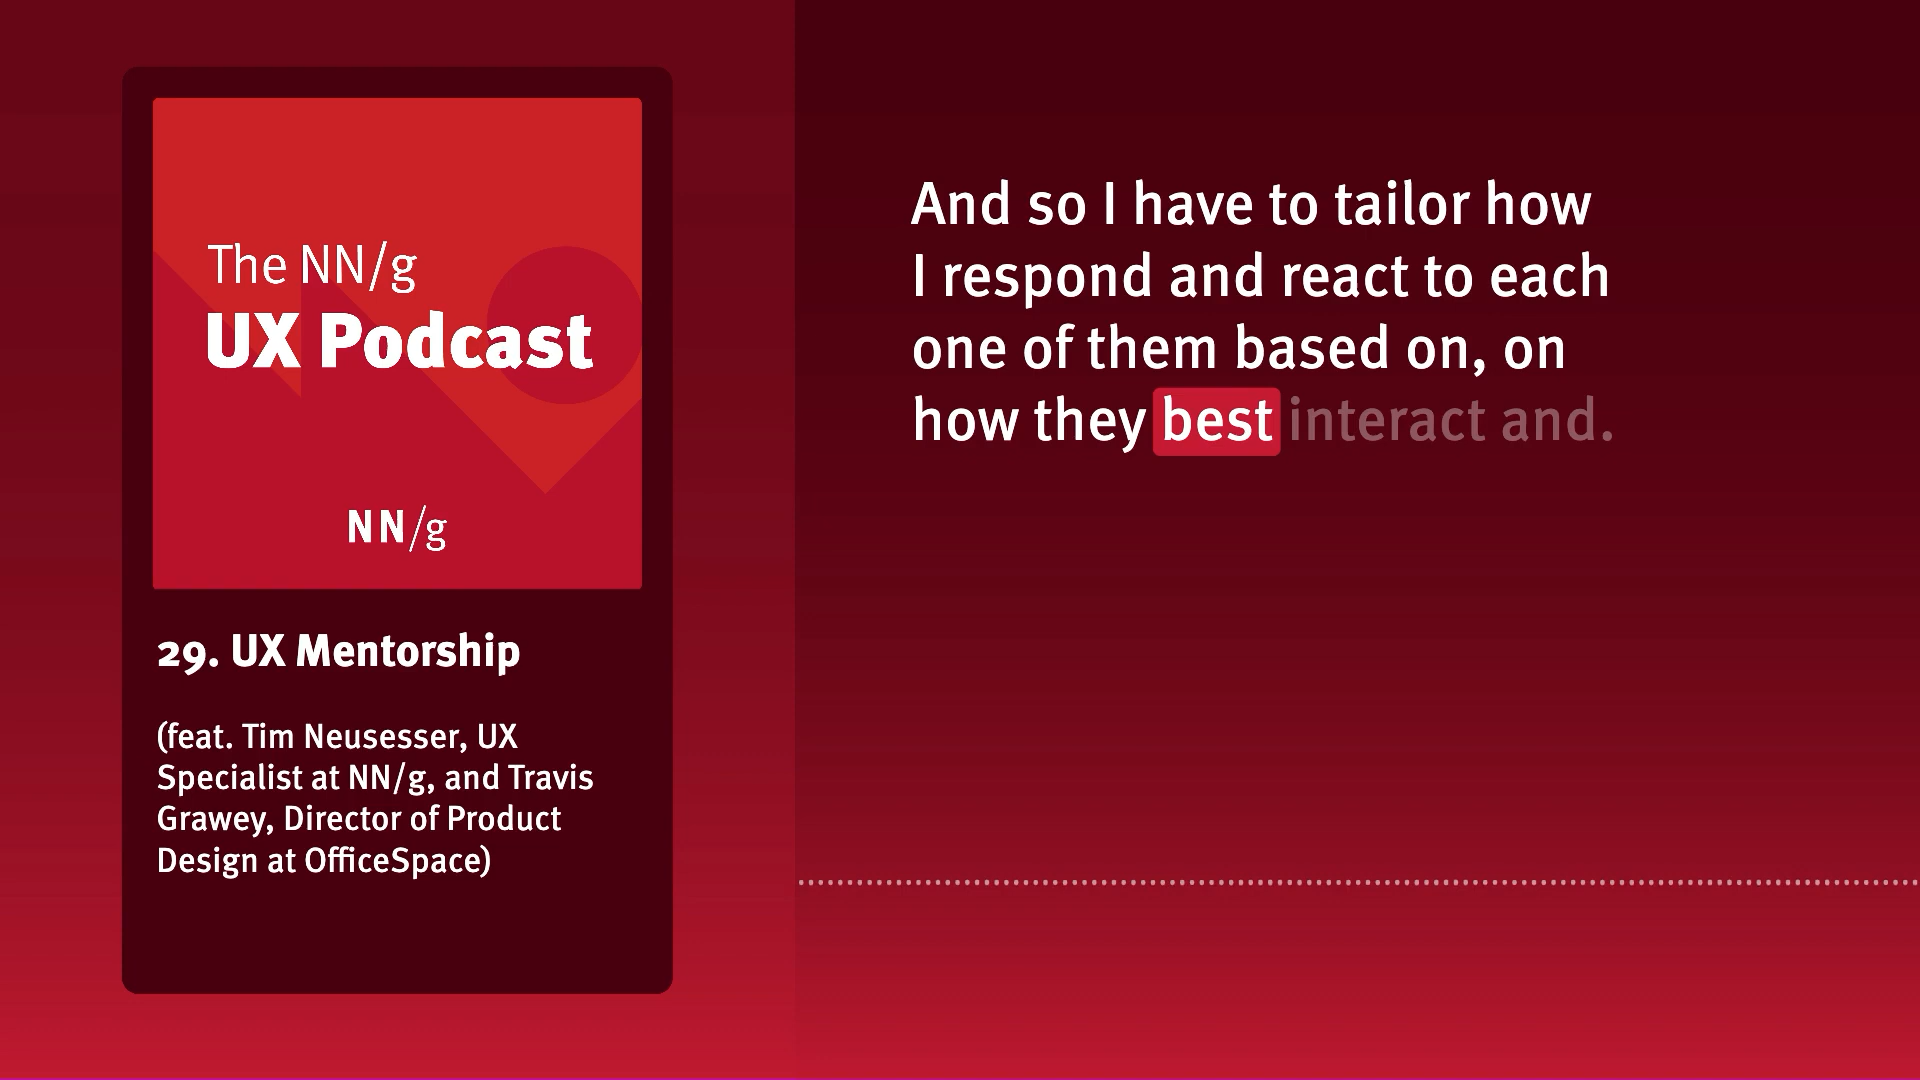 The NN/g
UX Podcast
NN/g
29. UX Mentorship
(feat. Tim Neusesser, UX
Specialist at NN/g, and Travis
Grawey, Director of Product
Design at OfficeSpace)
And so I have to tailor how
I respond and react to each
one of them based on, on
how they best interact and.